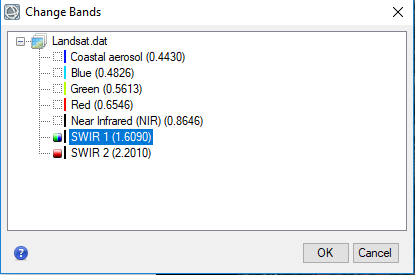 Change Bands
Landsat.dat
Coastal aerosol (0.4430)
Blue (0.4826)
Green (0.5613)
Red (0.6546)
Near Infrared (NIR) (0.8646)
SWIR 1 (1.6090)
SWIR 2 (2.2010)
?
OK Cancel